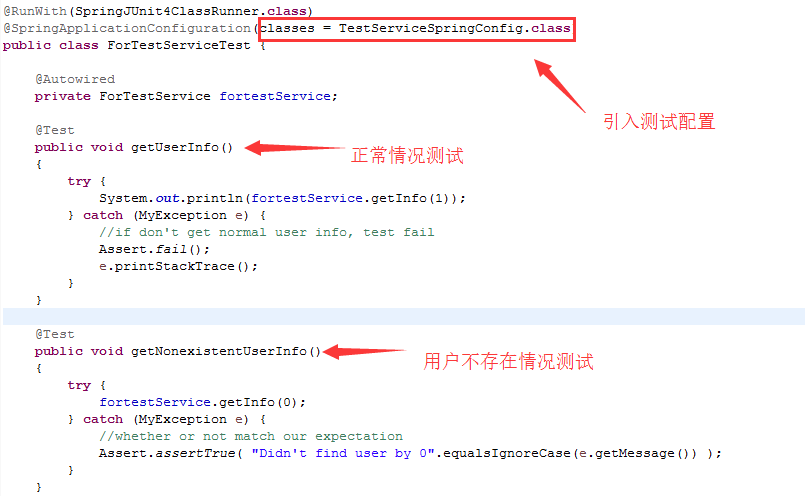 @RunWith(SpringJUnit4ClassRunner.class)
@SpringApplicationConfiguration(classes = TestServiceSpringConfig.class
public class ForTestServiceTest {
引入测试配置
@Autowired
private ForTestService fortestService;
@Test
public void getUserInfo()
正常情况测试
{
try {
System.out.println(fortestService.getInfo(1));
} catch (MyException e) {
//if don't get normal user info, test fail
Assert.fail();
e.printStackTrace();
}
}
@Test
public void getNonexistentUserInfo()
用户不存在情况测试
{
try {
fortestService.getInfo(0);
} catch (MyException e) {
//whether or not match our expectation
Assert.assertTrue( "Didn't find user by 0".equalsIgnoreCase(e.getMessage()) );
}
}